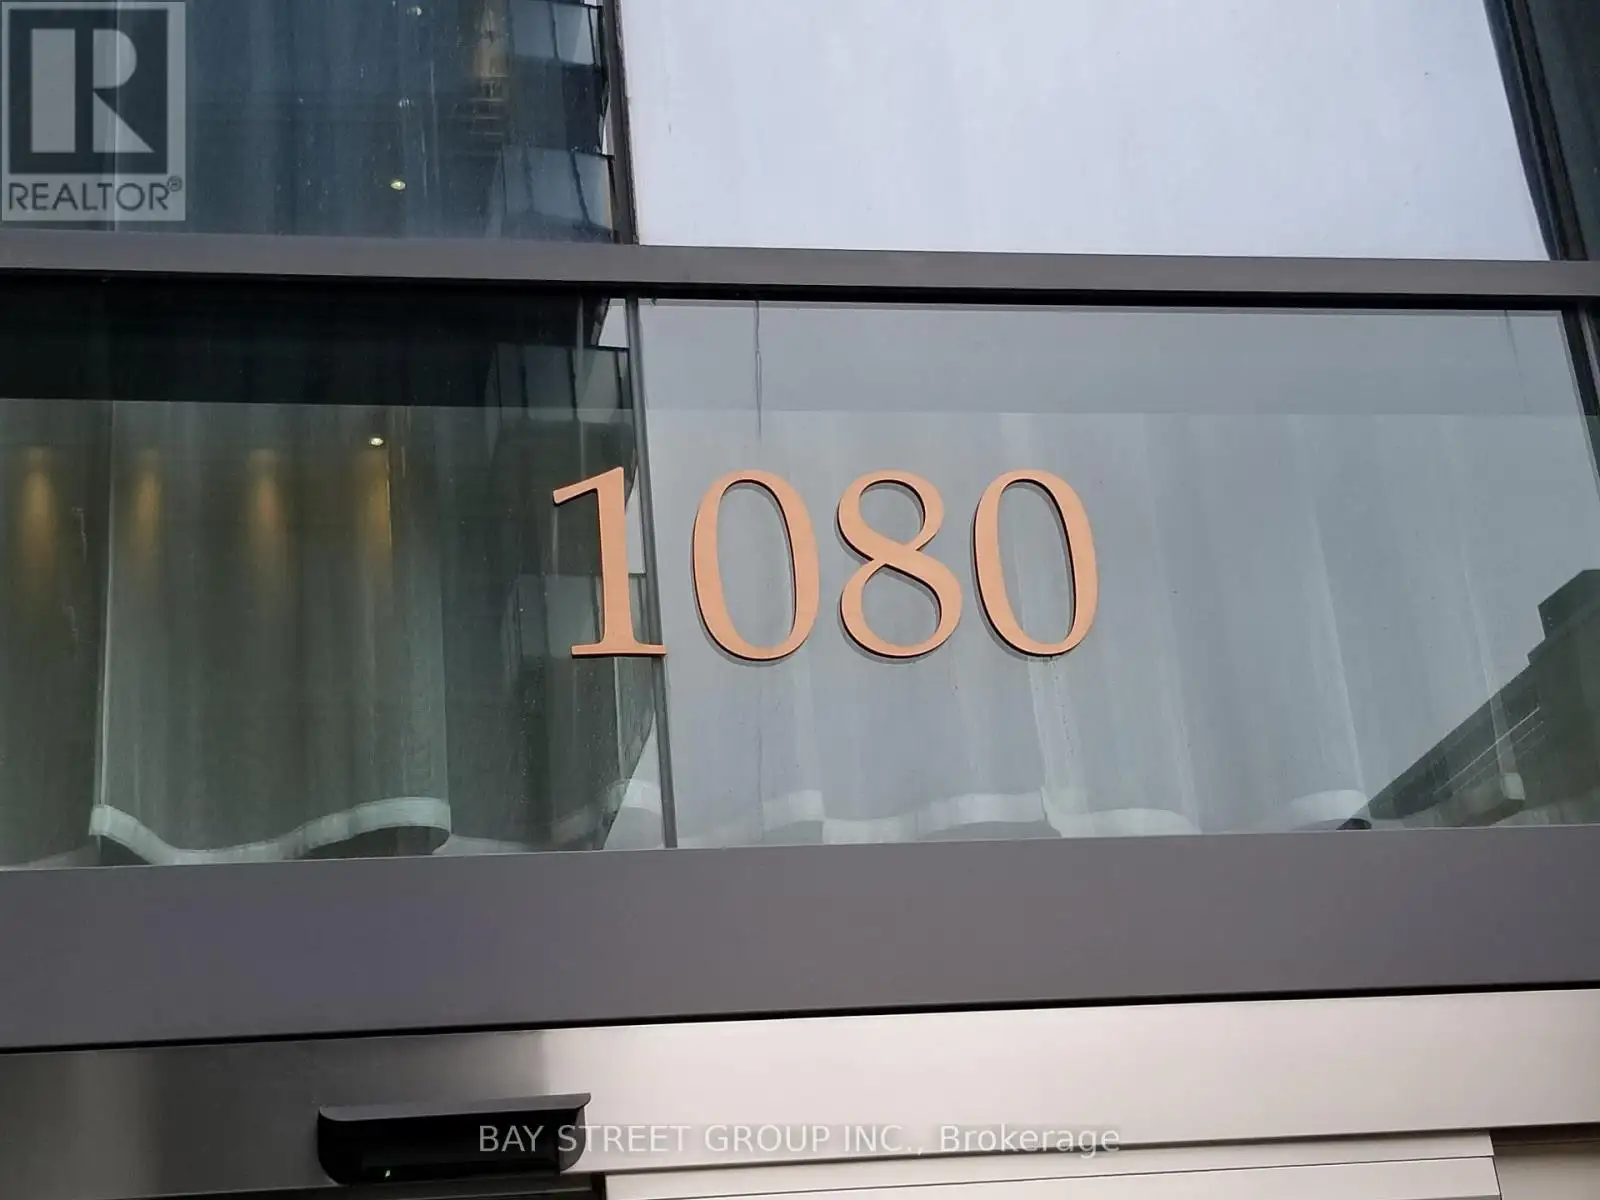 REALTOR®
1080
BAY STREET GROUP INC., Brokerage